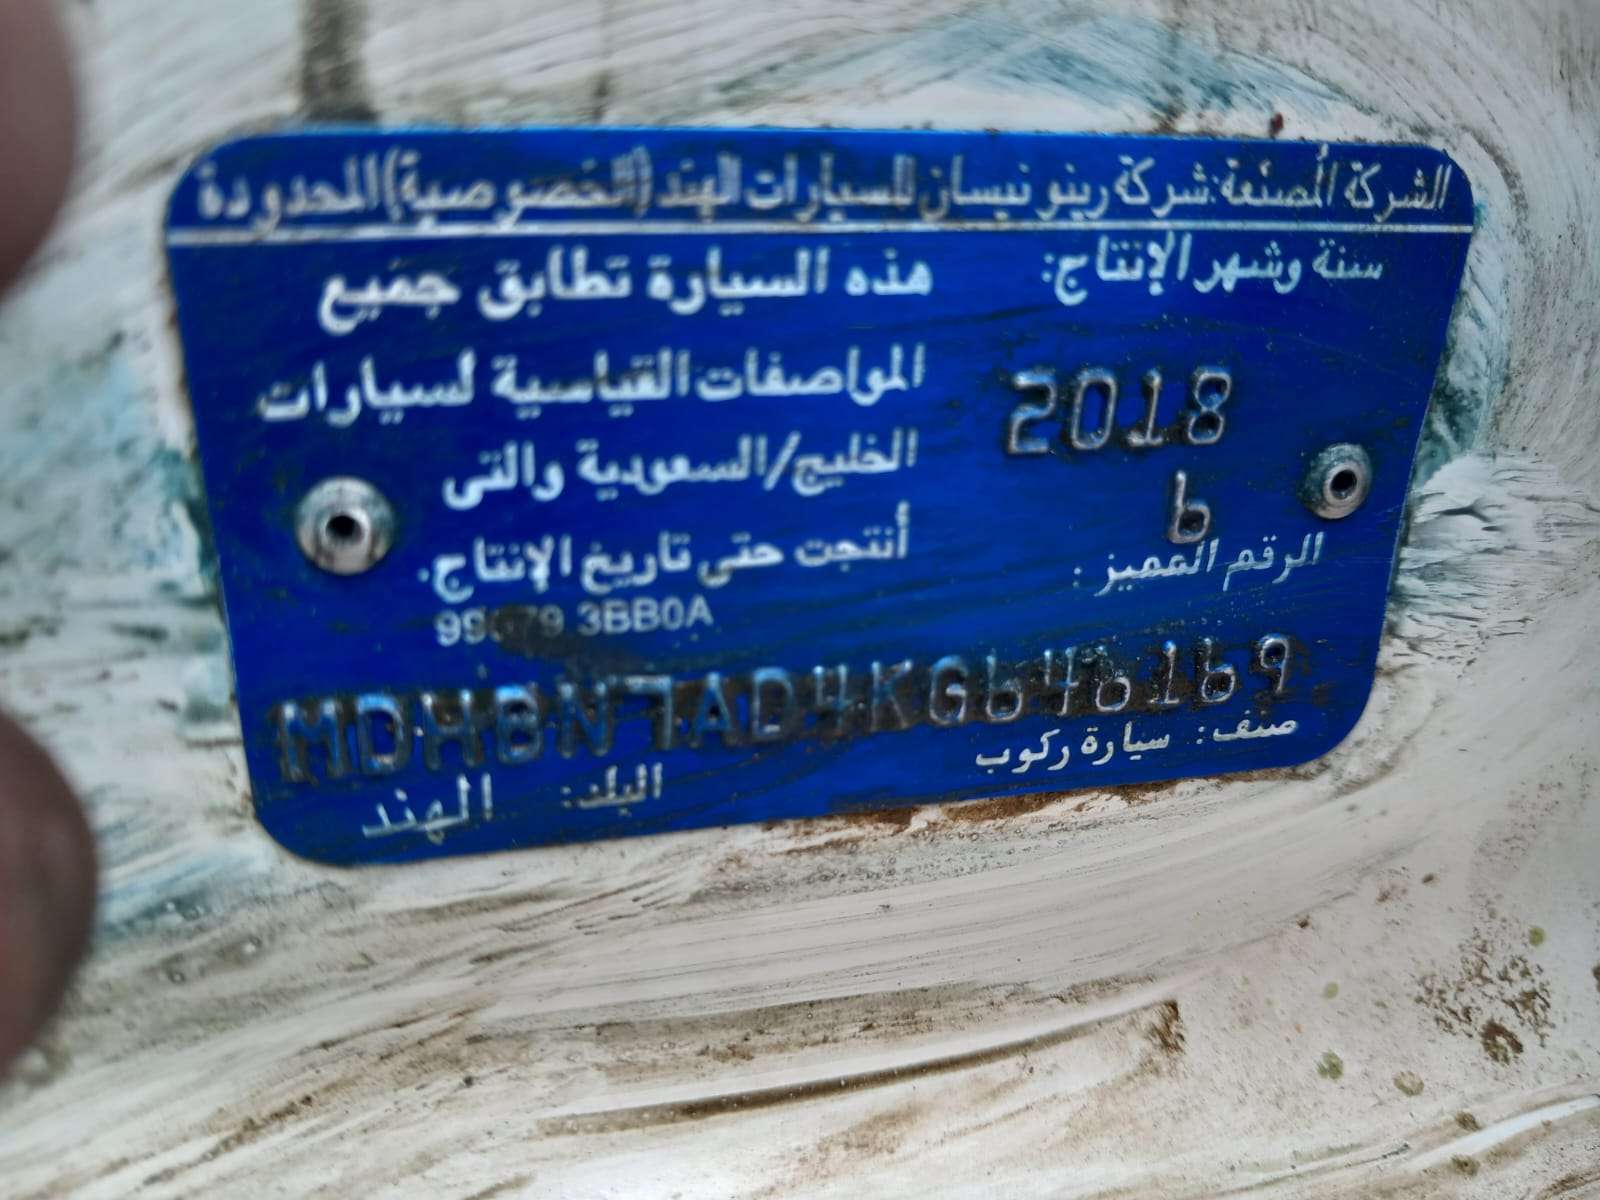 الشركة المصنعة: شركة رينو نيسان للسيارات الهند (الخصوصية) المحدودة
سنة وشهر الإنتاج:
2018
6
هذه السيارة تطابق جميع
المواصفات القياسية لسيارات
الخليج/السعودية والتى
أنتجت حتى تاريخ الإنتاج.
3BB0A
الرقم المميز:
MDHBN7AD4KG646169
صنف: سيارة ركوب
البلد: الهند